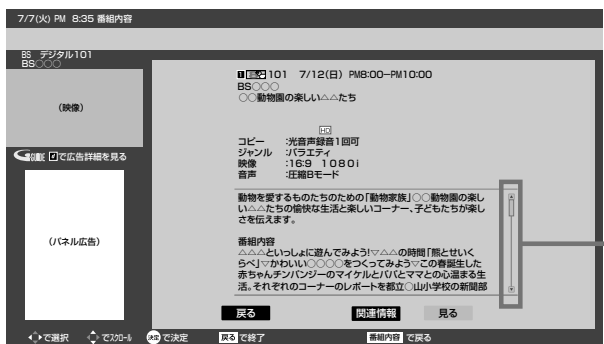 7/7(火) PM 8:35 番組内容
BS デジタル101
BS○○○
(映像)
Gガイド で広告詳細を見る
(パネル広告)
101 7/12(日) PM8:00-PM10:00
BS○○○
○○動物園の楽しい△△たち
HD
コピー :光音声録音1回可
ジャンル :バラエティ
映像 :16:9 1080i
音声 :圧縮Bモード
動物を愛するものたちのための「動物家族」○○動物園の楽し
い△△たちの愉快な生活と楽しいコーナー、子どもたちが楽し
さを伝えます。
番組内容
△△△といっしょに遊んでみよう!▽△△の時間「熊とせいく
らべ」▽かわいい○○○○をつくってみよう▽この春誕生した
赤ちゃんチンパンジーのマイケルとパパとママとの心温まる生
活。それぞれのコーナーのレポートを都立○山小学校の新聞部
戻る 関連情報 見る
で選択 でスクロール 決定 で決定 戻る で終了 番組内容 で戻る